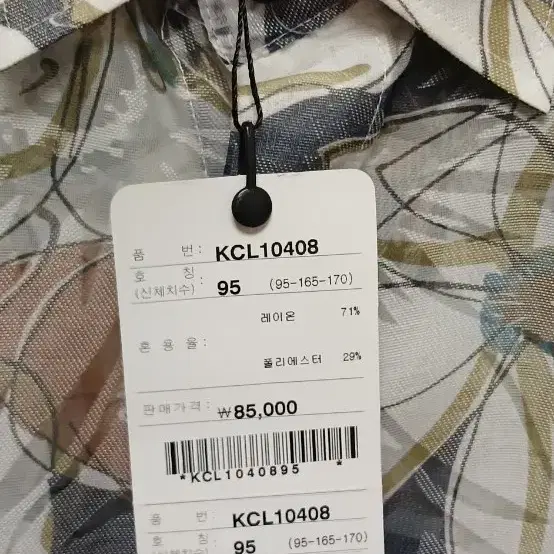 품 번 : KCL10408
호 칭 :
(신체치수) 95 (95-165-170)
레이온 71%
혼 용 율 :
폴리에스터 29%
판매가격 : ₩85,000
*KCL1040895 *
품 번 KCL10408
호 칭
95 (95-165-170)